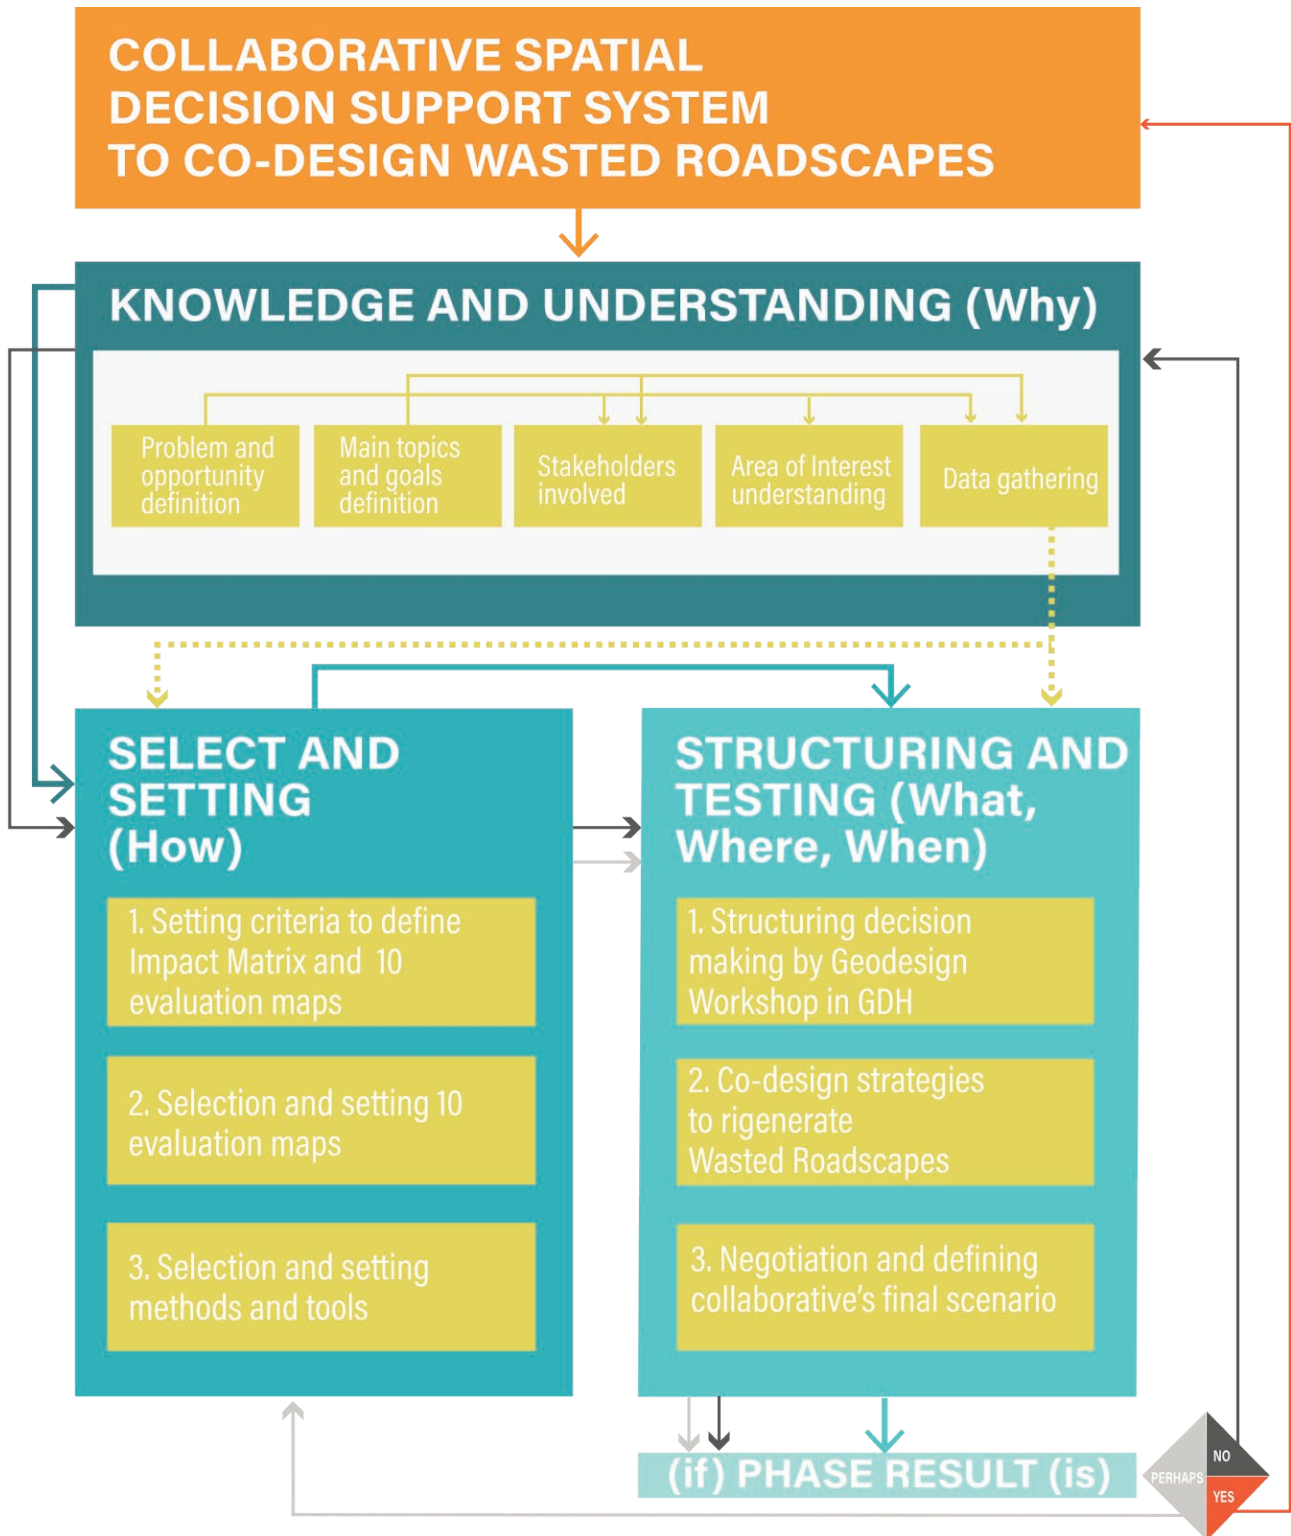 COLLABORATIVE SPATIAL
DECISION SUPPORT SYSTEM
TO CO-DESIGN WASTED ROADSCAPES
KNOWLEDGE AND UNDERSTANDING (Why)
Problem and
opportunity
definition
Main topics
and goals
definition
Stakeholders
involved
Area of Interest
understanding
Data gathering
SELECT AND
SETTING
(How)
1. Setting criteria to define
Impact Matrix and 10
evaluation maps
2. Selection and setting 10
evaluation maps
3. Selection and setting
methods and tools
STRUCTURING AND
TESTING (What,
Where, When)
1. Structuring decision
making by Geodesign
Workshop in GDH
2. Co-design strategies
to rigenerate
Wasted Roadscapes
3. Negotiation and defining
collaborative's final scenario
(if) PHASE RESULT (is)
PERHAPS
NO
YES